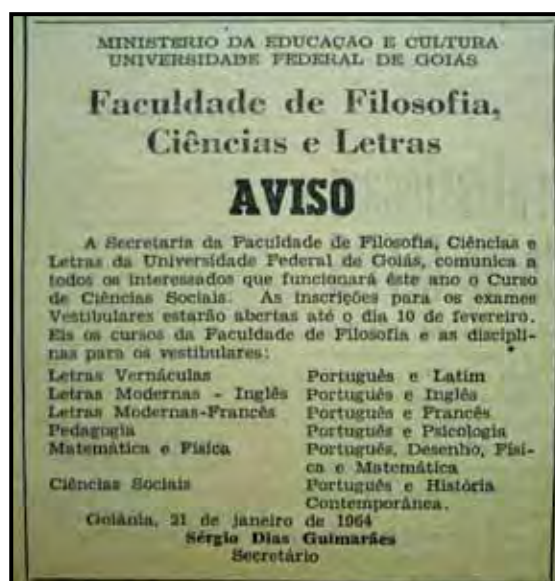 MINISTERIO DA EDUCAÇÃO E CULTURA
UNIVERSIDADE FEDERAL DE GOIÁS
Faculdade de Filosofia,
Ciências e Letras
AVISO
A Secretaria da Faculdade de Filosofia, Ciências e
Letras da Universidade Federal de Goiás, comunica a
todos os interessados que funcionará êste ano o Curso
de Ciências Sociais. As inscrições para os exames
Vestibulares estarão abertas até o dia 10 de fevereiro.
Eis os cursos da Faculdade de Filosofia e as discipli-
nas para os vestibulares:
Letras Vernáculas Português e Latim
Letras Modernas - Inglês Português e Inglês
Letras Modernas-Francês Português e Francês
Pedagogia Português e Psicologia
Matemática e Física Português, Desenho, Físi-
ca e Matemática
Ciências Sociais Português e História
Contemporânea.
Goiânia, 21 de janeiro de 1964
Sérgio Dias Guimarães
Secretário